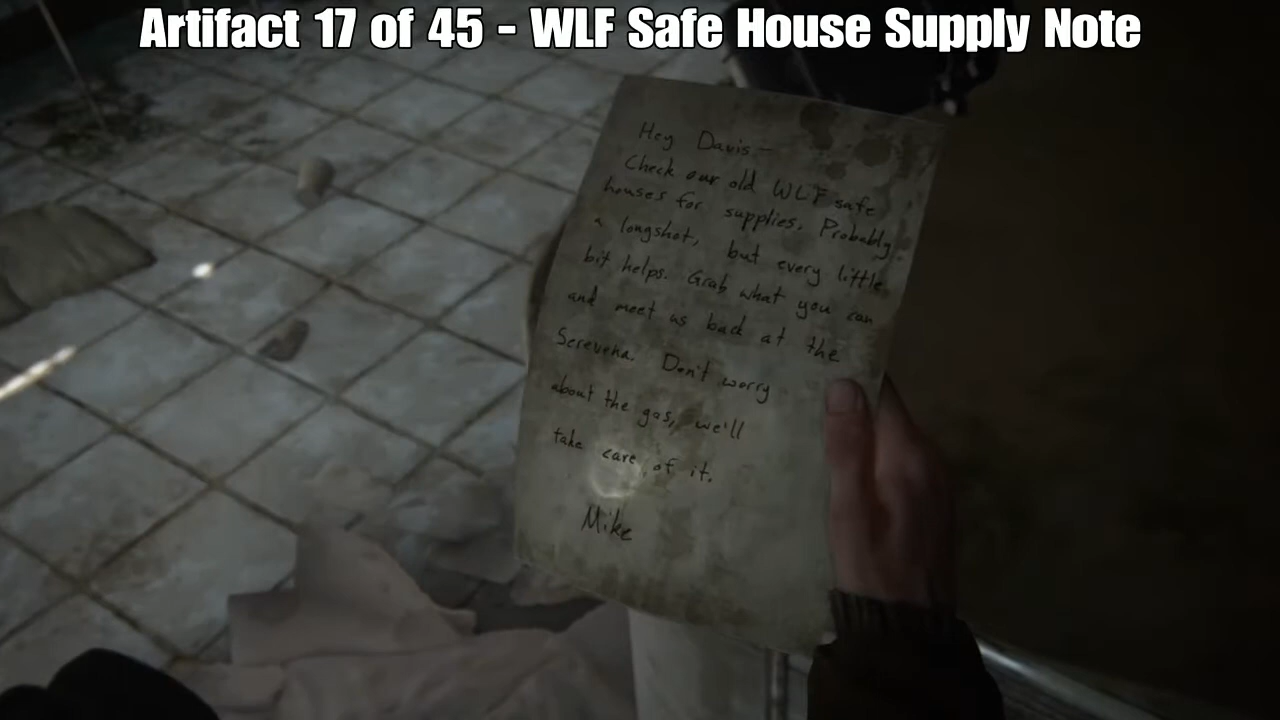 Artifact 17 of 45 - WLF Safe House Supply Note
Hey Davis —
Check our old WLF safe
houses for supplies. Probably
a longshot, but every little
bit helps. Grab what you can
and meet us back at the
Serevena. Don't worry
about the gas, we'll
take care of it.
Mike